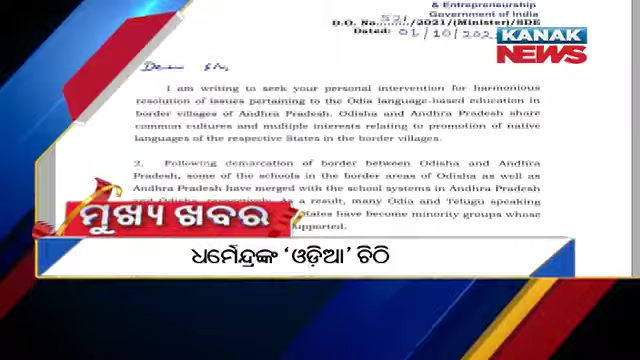 & Entrepreneurship
Government of India
D.O. No. 521/2021/(Minister)/SDE
Dated: 01/10/202
KANAK
NEWS
Dear
I am writing to seek your personal intervention for harmonious
resolution of issues pertaining to the Odia language-based education in
border villages of Andhra Pradesh. Odisha and Andhra Pradesh share
common cultures and multiple interests relating to promotion of native
languages of the respective States in the border villages.
2. Following demarcation of border between Odisha and Andhra
Pradesh, some of the schools in the border areas of Odisha as well as
Andhra Pradesh have merged with the school systems in Andhra Pradesh
and Odisha, respectively. As a result, many Odia and Telugu speaking
States have become minority groups whose
supported.
ମୁଖ୍ୟ ଖବର
ଧର୍ମେନ୍ଦ୍ରଙ୍କ ‘ଓଡ଼ିଆ’ ଚିଠି